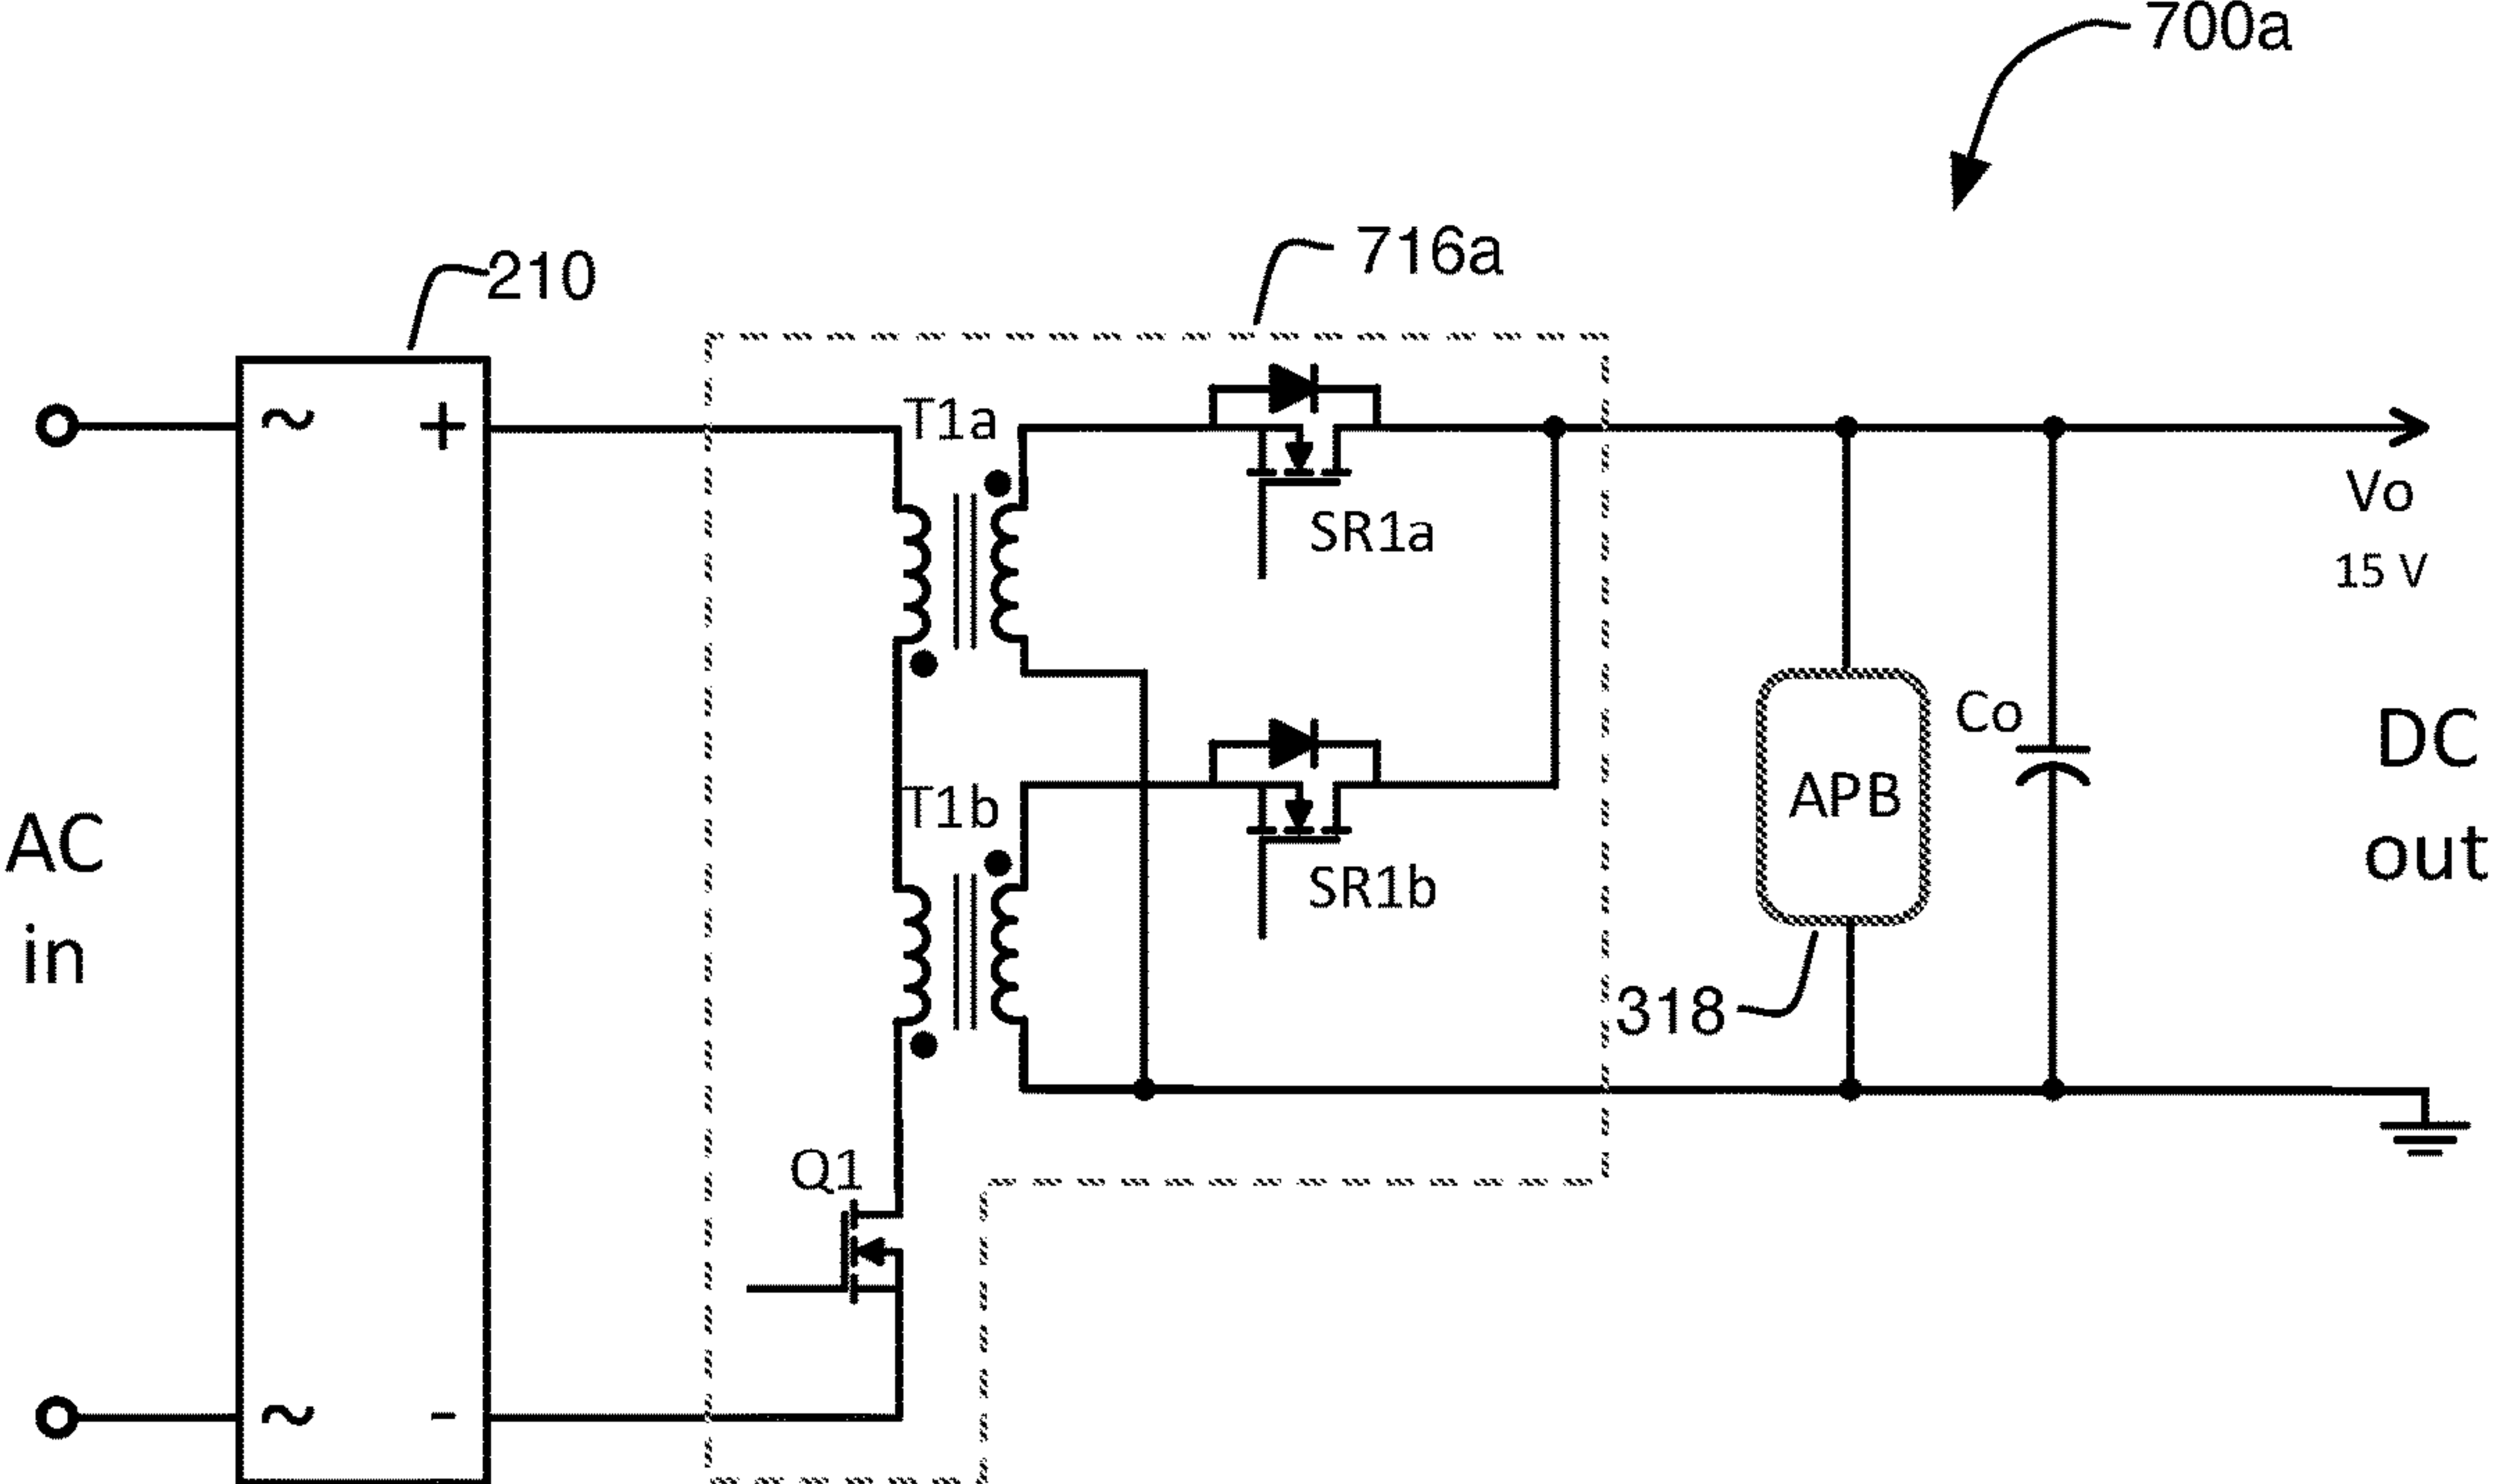 700a
716a
210
~
+
T1a
SR1a
Vo
15 V
T1b
SR1b
Co
APB
DC
out
AC
in
318
Q1
~
-